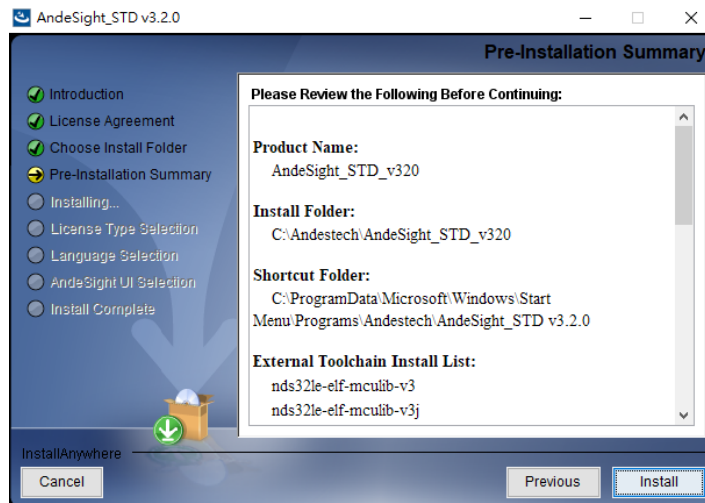 AndeSight_STD v3.2.0
Pre-Installation Summary
Introduction
License Agreement
Choose Install Folder
Pre-Installation Summary
Installing...
License Type Selection
Language Selection
AndeSight UI Selection
Install Complete
Please Review the Following Before Continuing:
Product Name:
AndeSight_STD_v320
Install Folder:
C:\Andestech\AndeSight_STD_v320
Shortcut Folder:
C:\ProgramData\Microsoft\Windows\Start
Menu\Programs\Andestech\AndeSight_STD v3.2.0
External Toolchain Install List:
nds32le-elf-mculib-v3
nds32le-elf-mculib-v3j
InstallAnywhere
Cancel
Previous
Install